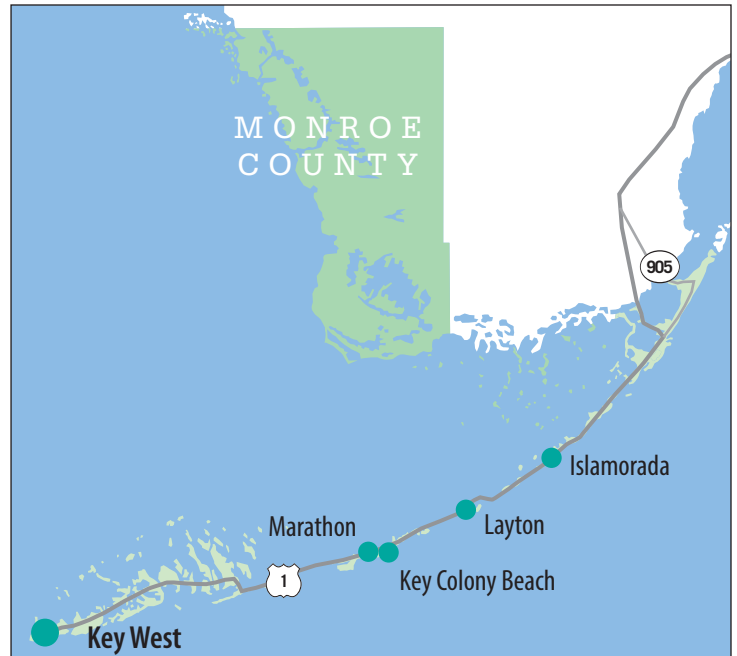 MONROE
COUNTY
905
Islamorada
Layton
Marathon
Key Colony Beach
1
Key West